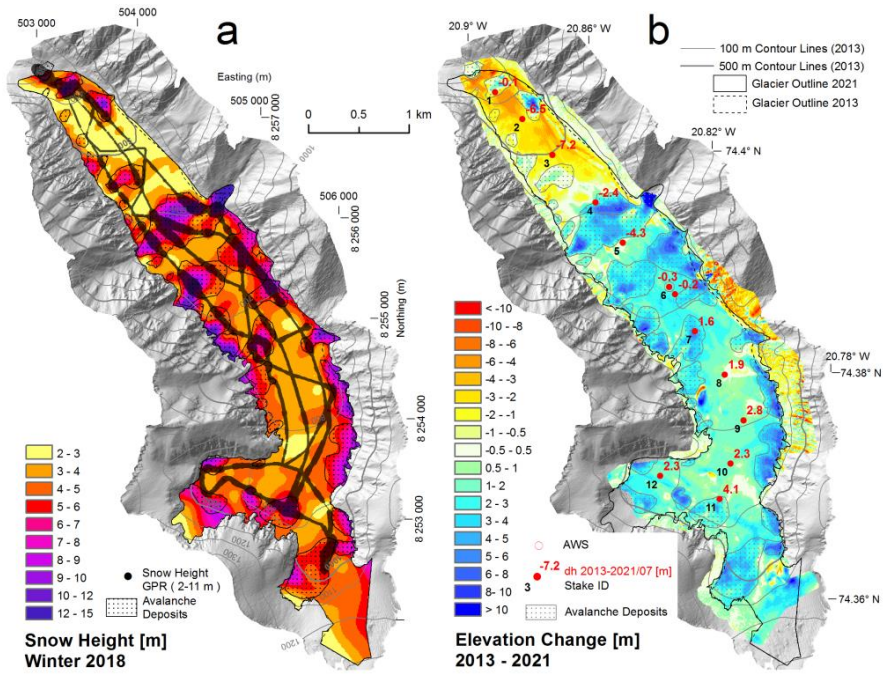 503 000
504 000
a
Easting (m)
505 000
8 257 000
0 0.5 1 km
1000
900
506 000
8 256 000
8 255 000
Northing (m)
8 254 000
8 253 000
1300
1200
1200
2 - 3
3 - 4
4 - 5
5 - 6
6 - 7
7 - 8
8 - 9
9 - 10
10 - 12
12 - 15
Snow Height
GPR ( 2-11 m )
Avalanche
Deposits
Snow Height [m]
Winter 2018
20.9° W
20.86° W
b
100 m Contour Lines (2013)
500 m Contour Lines (2013)
Glacier Outline 2021
Glacier Outline 2013
20.82° W
74.4° N
-0.1
1
-6.5
2
-7.2
3
-2.4
4
-4.3
5
-0.3
-0.2
6
1.6
7
1.9
8
2.8
9
2.3
10
2.3
12
4.1
11
20.78° W
74.38° N
74.36° N
< -10
-10 - -8
-8 - -6
-6 - -4
-4 - -3
-3 - -2
-2 - -1
-1 - -0.5
-0.5 - 0.5
0.5 - 1
1 - 2
2 - 3
3 - 4
4 - 5
5 - 6
6 - 8
8- 10
> 10
AWS
-7.2 dh 2013-2021/07 [m]
3 Stake ID
Avalanche Deposits
Elevation Change [m]
2013 - 2021